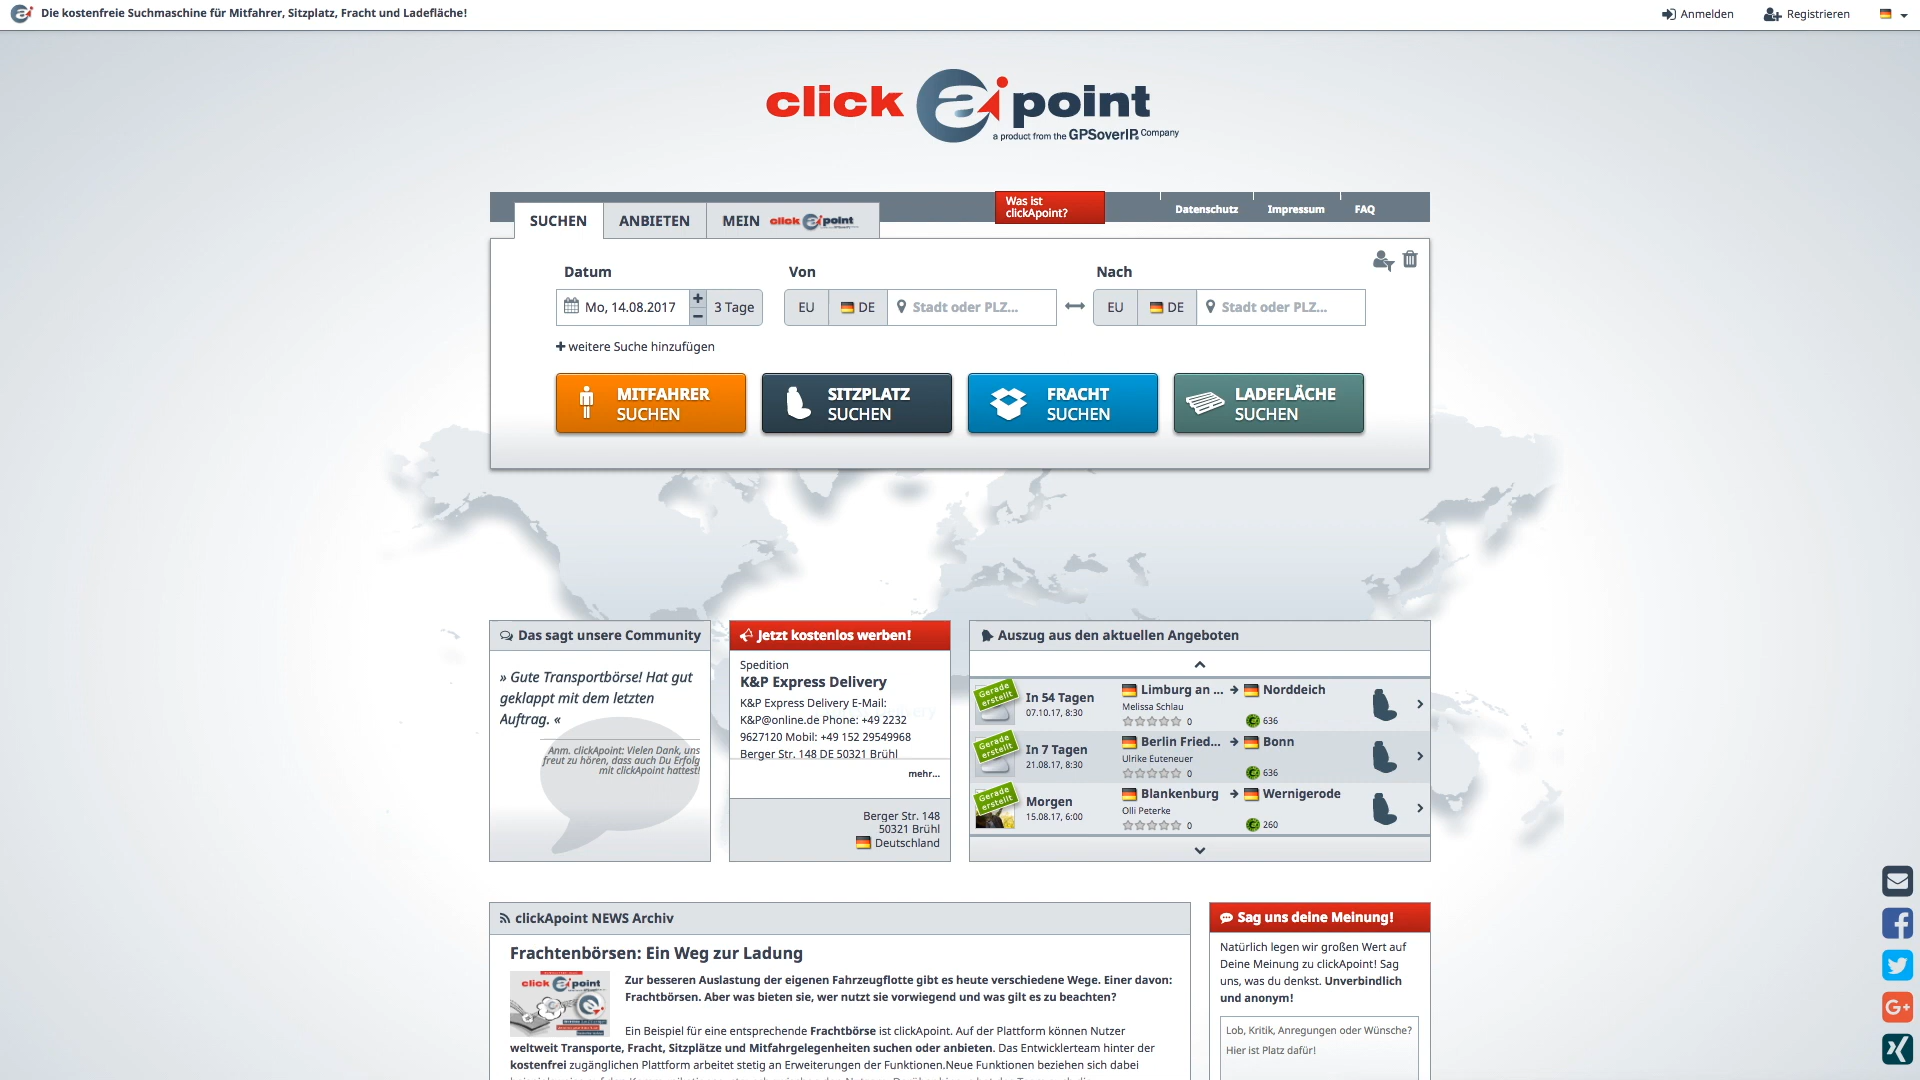 Die kostenfreie Suchmaschine für Mitfahrer, Sitzplatz, Fracht und Ladefläche!
Anmelden
Registrieren
click a point
a product from the GPSoverIP Company
Was ist
clickApoint?
Datenschutz
Impressum
FAQ
SUCHEN
ANBIETEN
MEIN click a point
Datum
Von
Nach
Mo, 14.08.2017
+
−
3 Tage
EU
DE
Stadt oder PLZ...
EU
DE
Stadt oder PLZ...
+ weitere Suche hinzufügen
MITFAHRER
SUCHEN
SITZPLATZ
SUCHEN
FRACHT
SUCHEN
LADEFLÄCHE
SUCHEN
Das sagt unsere Community
» Gute Transportbörse! Hat gut
geklappt mit dem letzten
Auftrag. «
Anm. clickApoint: Vielen Dank, uns
freut zu hören, dass auch Du Erfolg
mit clickApoint hattest!
Jetzt kostenlos werben!
Spedition
K&P Express Delivery
K&P Express Delivery E-Mail:
K&P@online.de Phone: +49 2232
9627120 Mobil: +49 152 29549968
Berger Str. 148 DE 50321 Brühl
mehr...
Berger Str. 148
50321 Brühl
Deutschland
Auszug aus den aktuellen Angeboten
Gerade erstellt
In 54 Tagen
07.10.17, 8:30
Limburg an ... → Norddeich
Melissa Schlau
0
636
Gerade erstellt
In 7 Tagen
21.08.17, 8:30
Berlin Fried... → Bonn
Ulrike Euteneuer
0
636
Gerade erstellt
Morgen
15.08.17, 6:00
Blankenburg → Wernigerode
Olli Peterke
0
260
clickApoint NEWS Archiv
Frachtenbörsen: Ein Weg zur Ladung
click a point
Zur besseren Auslastung der eigenen Fahrzeugflotte gibt es heute verschiedene Wege. Einer davon:
Frachtbörsen. Aber was bieten sie, wer nutzt sie vorwiegend und was gilt es zu beachten?
Ein Beispiel für eine entsprechende Frachtbörse ist clickApoint. Auf der Plattform können Nutzer
weltweit Transporte, Fracht, Sitzplätze und Mitfahrgelegenheiten suchen oder anbieten. Das Entwicklerteam hinter der
kostenfrei zugänglichen Plattform arbeitet stetig an Erweiterungen der Funktionen.Neue Funktionen beziehen sich dabei
Sag uns deine Meinung!
Natürlich legen wir großen Wert auf
Deine Meinung zu clickApoint! Sag
uns, was du denkst. Unverbindlich
und anonym!
Lob, Kritik, Anregungen oder Wünsche?
Hier ist Platz dafür!